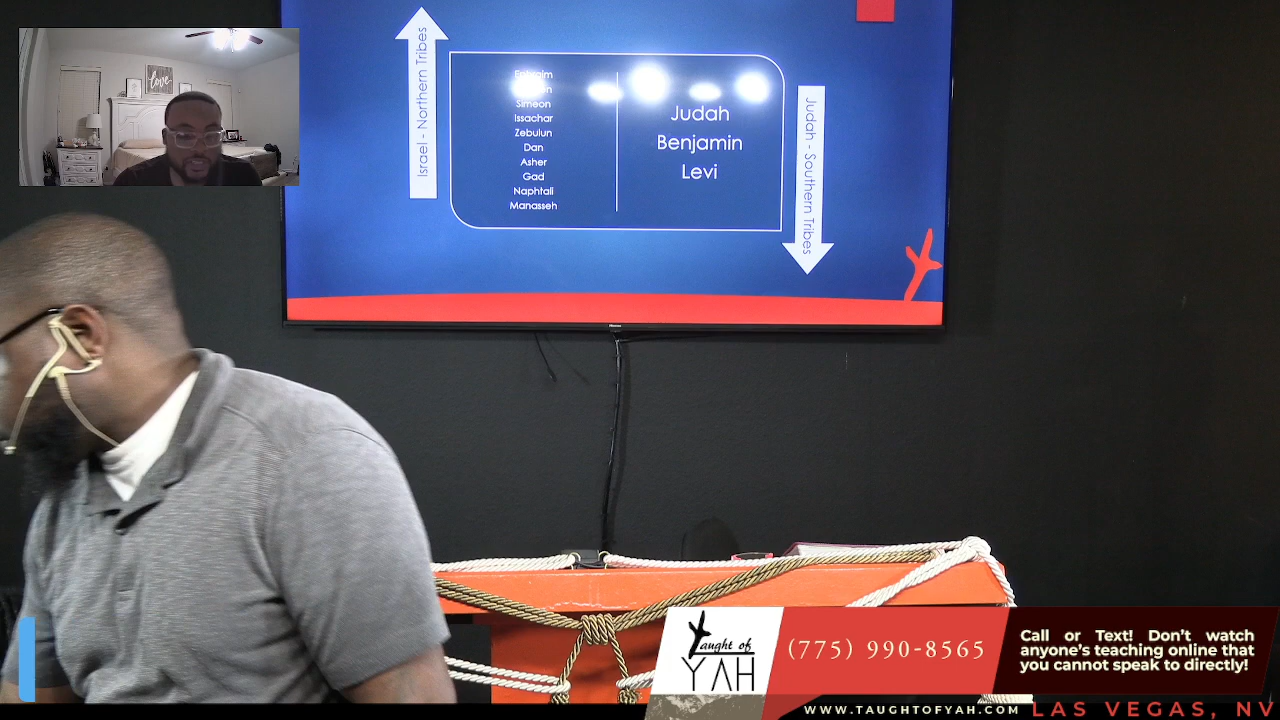 love
Israel - Northern Tribes
Ephraim
Simeon
Issachar
Zebulun
Dan
Asher
Gad
Naphtali
Manasseh
Judah
Benjamin
Levi
Judah - Southern Tribes
Hisense
Taught of
YAH
(775) 990-8565
Call or Text! Don't watch
anyone's teaching online that
you cannot speak to directly!
WWW.TAUGHTOFYAH.COM
LAS VEGAS, NV